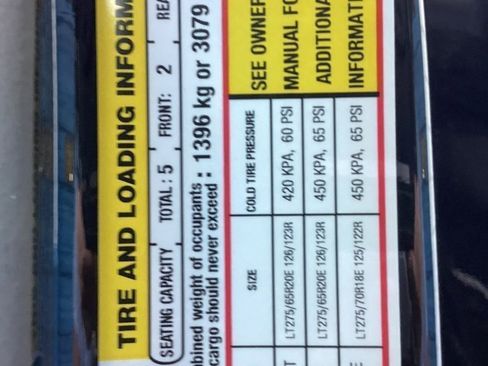 TIRE AND LOADING INFORM
SEATING CAPACITY TOTAL : 5 FRONT: 2 REA
bined weight of occupants : 1396 kg or 3079
cargo should never exceed
SIZE COLD TIRE PRESSURE SEE OWNER
T LT275/65R20E 126/123R 420 KPA, 60 PSI MANUAL FO
LT275/65R20E 126/123R 450 KPA, 65 PSI ADDITIONA
E LT275/70R18E 125/122R 450 KPA, 65 PSI INFORMATI